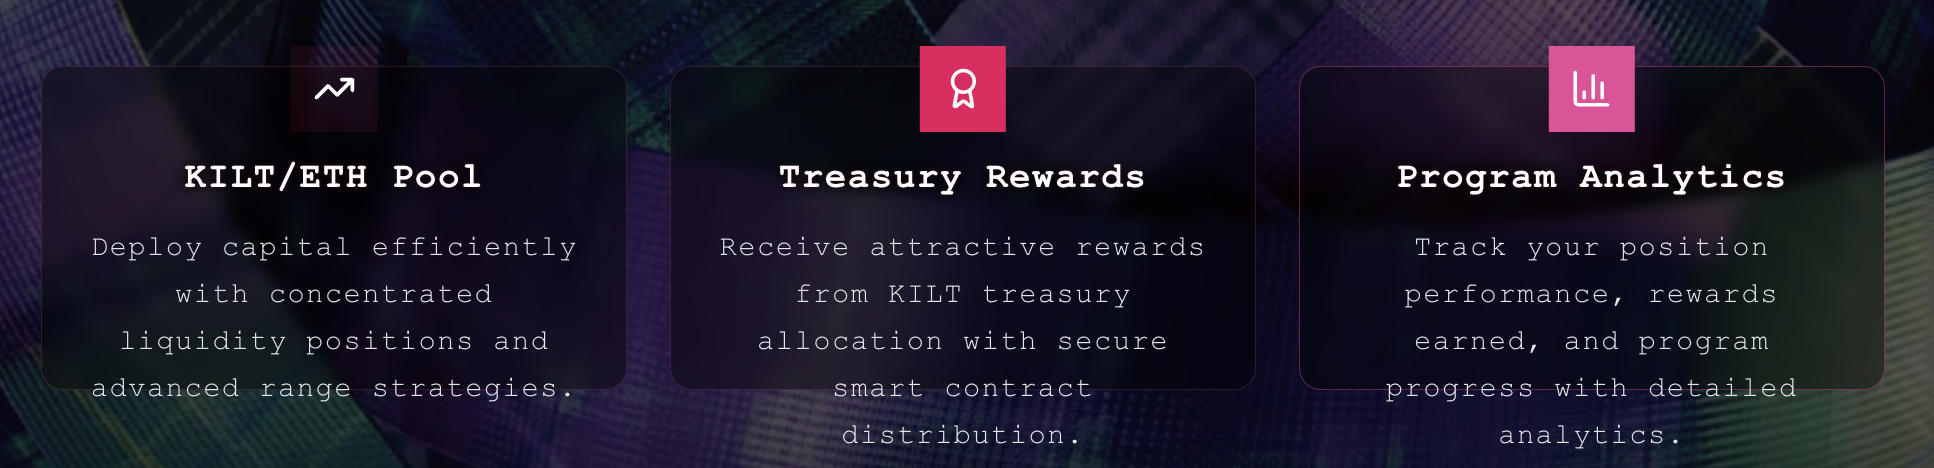 KILT/ETH Pool
Deploy capital efficiently
with concentrated
liquidity positions and
advanced range strategies.
Treasury Rewards
Receive attractive rewards
from KILT treasury
allocation with secure
smart contract
distribution.
Program Analytics
Track your position
performance, rewards
earned, and program
progress with detailed
analytics.